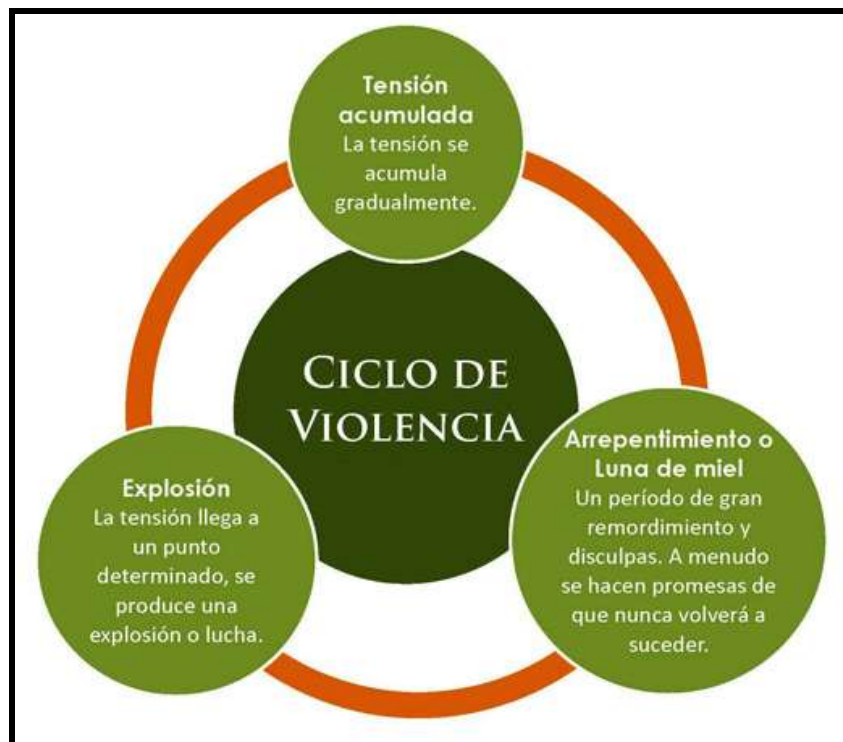 Tensión
acumulada
La tensión se
acumula
gradualmente.
CICLO DE
VIOLENCIA
Explosión
La tensión llega a
un punto
determinado, se
produce una
explosión o lucha.
Arrepentimiento o
Luna de miel
Un período de gran
remordimiento y
disculpas. A menudo
se hacen promesas de
que nunca volverá a
suceder.